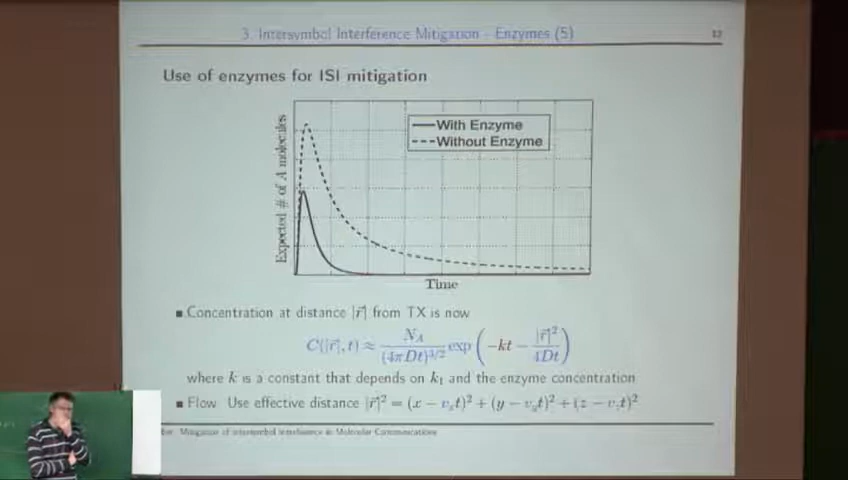 3. Intersymbol Interference Mitigation - Enzymes (5)
Use of enzymes for ISI mitigation
Expected # of A molecules
With Enzyme
Without Enzyme
Time
Concentration at distance |r⃗| from TX is now
C(|r⃗|, t) ≈ N_A/(4πDt)^{3/2} exp(−kt − |r⃗|²/4Dt)
where k is a constant that depends on k₁ and the enzyme concentration
Flow: Use effective distance |r⃗|² = (x − vₓt)² + (y − v_y t)² + (z − v_z t)²
Mitigation of Intersymbol Interference in Molecular Communications